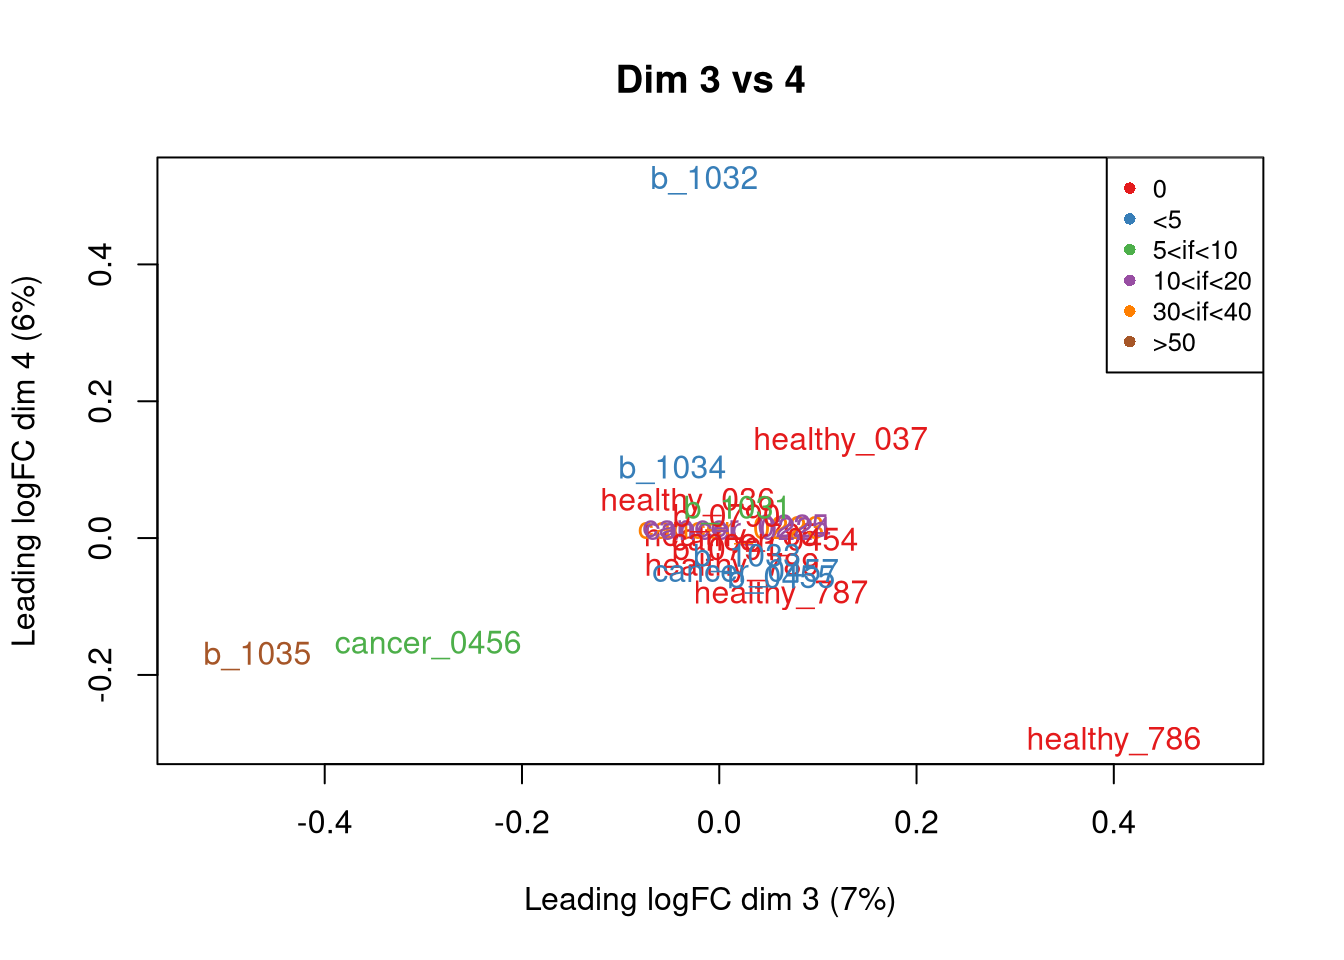 Dim 3 vs 4
b_1032
0
<5
5<if<10
10<if<20
30<if<40
>50
healthy_037
b_1034
healthy_036
b_1031
healthy_787
b_1035
cancer_0456
healthy_786
0.4
0.2
0.0
-0.2
Leading logFC dim 4 (6%)
-0.4
-0.2
0.0
0.2
0.4
Leading logFC dim 3 (7%)